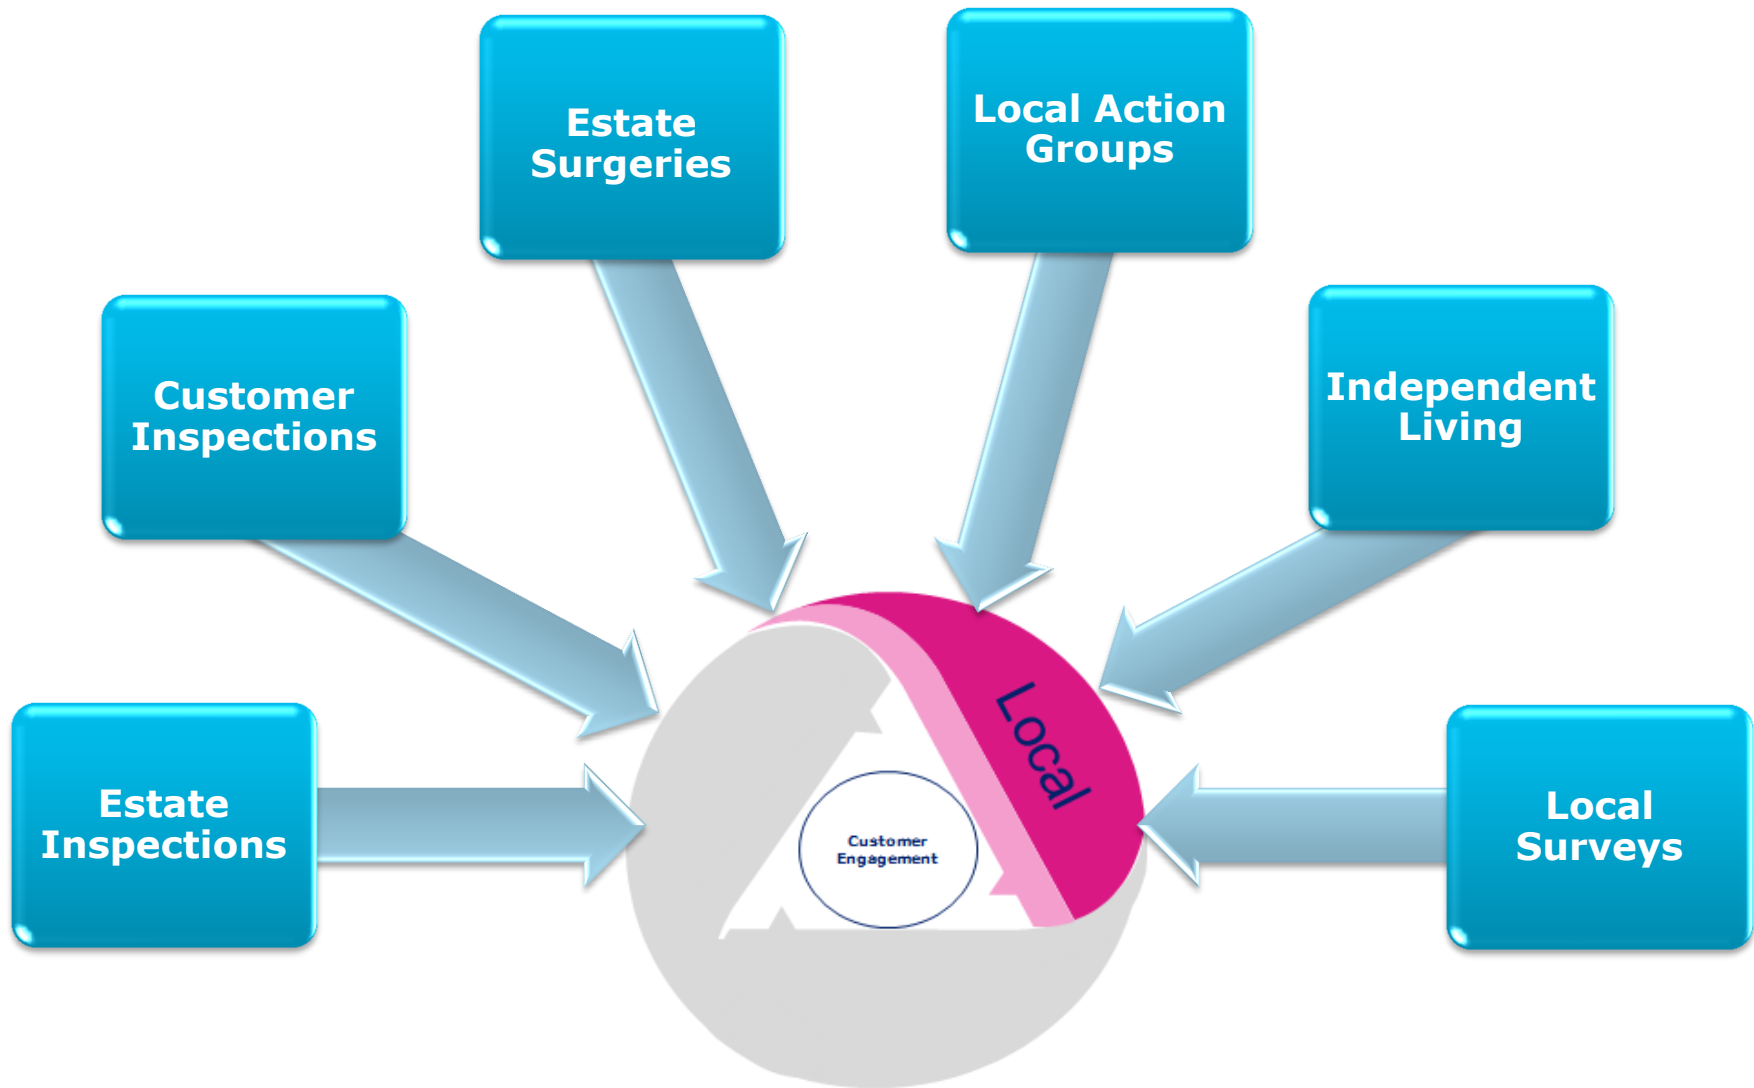 Estate
Surgeries
Local Action
Groups
Customer
Inspections
Independent
Living
Estate
Inspections
Local
Customer
Engagement
Local
Surveys